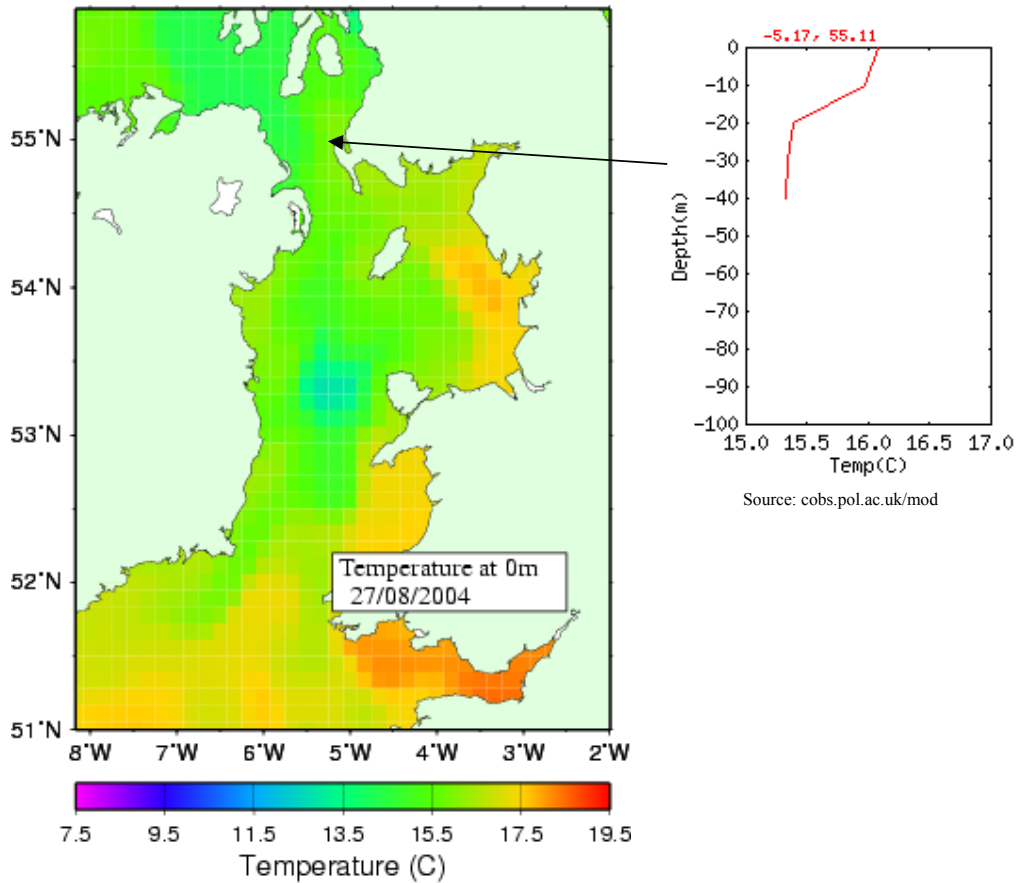 55°N
54°N
53°N
52°N
51°N
Temperature at 0m
27/08/2004
8°W 7°W 6°W 5°W 4°W 3°W 2°W
7.5 9.5 11.5 13.5 15.5 17.5 19.5
Temperature (C)
-5.17, 55.11
0
-10
-20
-30
-40
-50
-60
-70
-80
-90
-100
Depth(m)
15.0 15.5 16.0 16.5 17.0
Temp(C)
Source: cobs.pol.ac.uk/mod